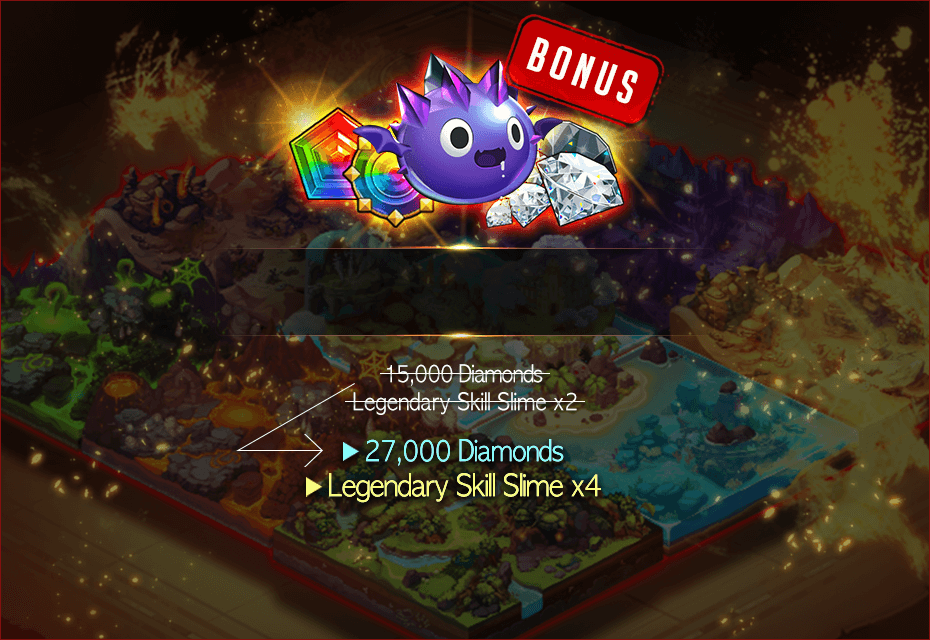 BONUS
15,000 Diamonds
Legendary Skill Slime x2
▶27,000 Diamonds
▶Legendary Skill Slime x4